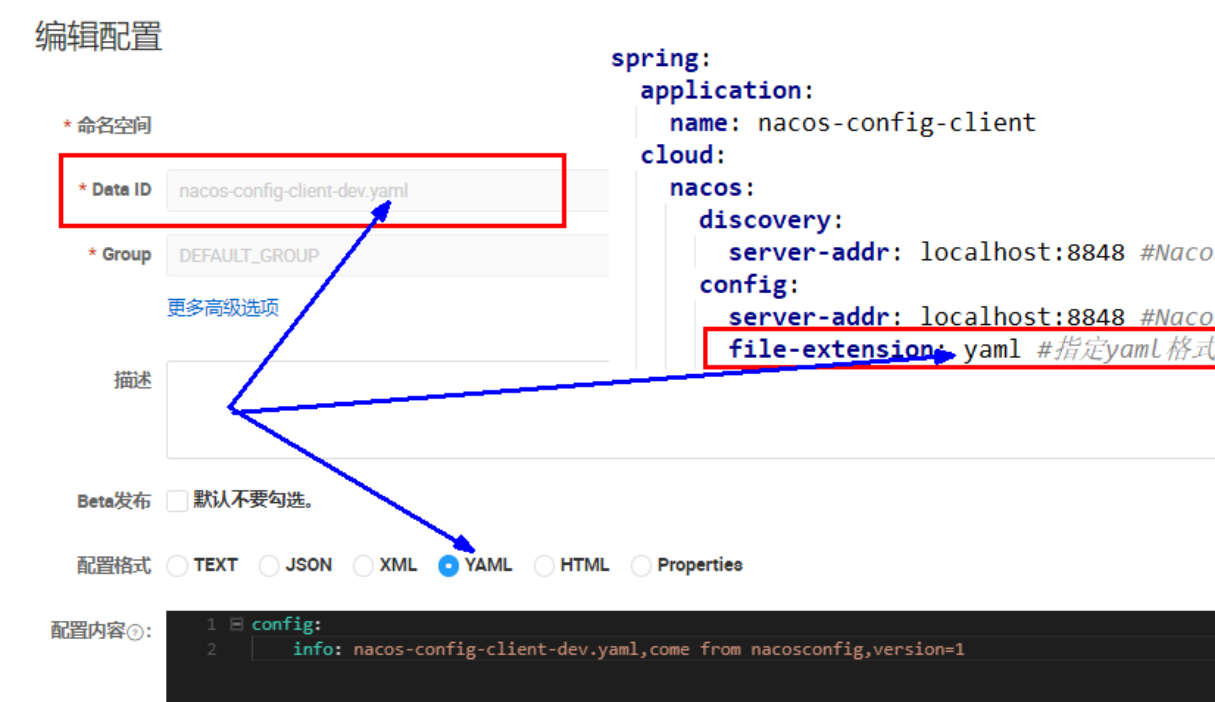 编辑配置
* 命名空间
* Data ID nacos-config-client-dev.yaml
* Group DEFAULT_GROUP
更多高级选项
spring:
application:
name: nacos-config-client
cloud:
nacos:
discovery:
server-addr: localhost:8848 #Naco
config:
server-addr: localhost:8848 #Naco
file-extension: yaml #指定yaml格式
描述
Beta发布 默认不要勾选。
配置格式 TEXT JSON XML YAML HTML Properties
配置内容?:
1 config:
2 info: nacos-config-client-dev.yaml,come from nacosconfig,version=1